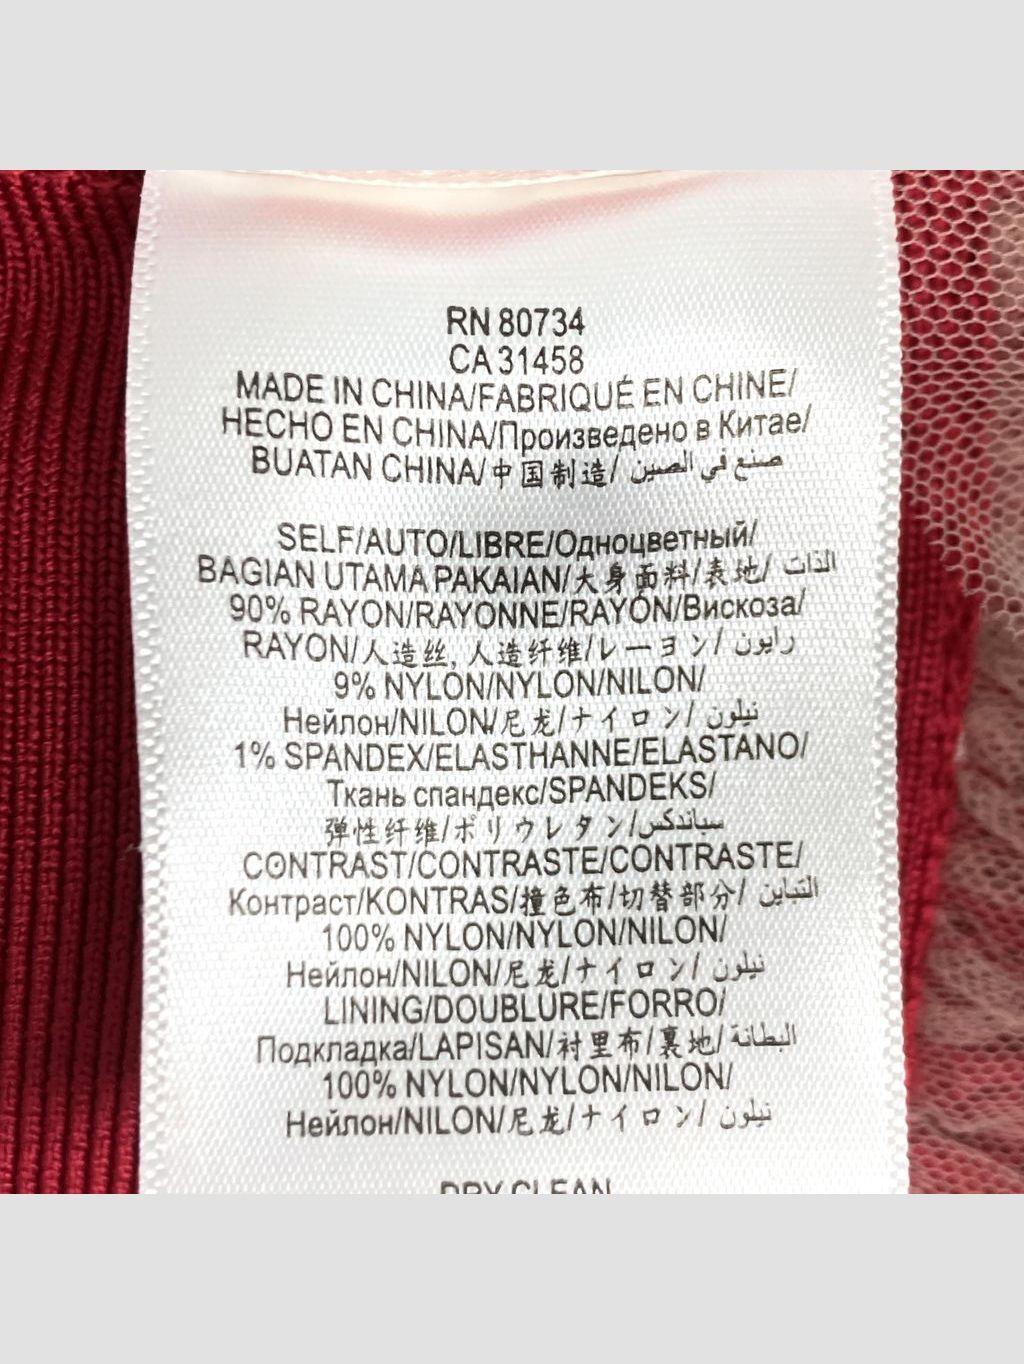 RN 80734
CA 31458
MADE IN CHINA/FABRIQUÉ EN CHINE/
HECHO EN CHINA/Произведено в Китае/
BUATAN CHINA/中国制造/ صنع في الصين
SELF/AUTO/LIBRE/Одноцветный/
BAGIAN UTAMA PAKAIAN/大身面料/表地/ الذات
90% RAYON/RAYONNE/RAYÓN/Вискоза/
RAYON/人造丝, 人造纤维/レーヨン/ رايون
9% NYLON/NYLON/NILON/
Нейлон/NILON/尼龙/ナイロン/ نيلون
1% SPANDEX/ELASTHANNE/ELASTANO/
Ткань спандекс/SPANDEKS/
弹性纤维/ポリウレタン/سباندكس
CONTRAST/CONTRASTE/CONTRASTE/
Контраст/KONTRAS/撞色布/切替部分/ التباين
100% NYLON/NYLON/NILON/
Нейлон/NILON/尼龙/ナイロン/ نيلون
LINING/DOUBLURE/FORRO/
Подкладка/LAPISAN/衬里布/裏地/ البطانة
100% NYLON/NYLON/NILON/
Нейлон/NILON/尼龙/ナイロン/ نيلون
DRY CLEAN